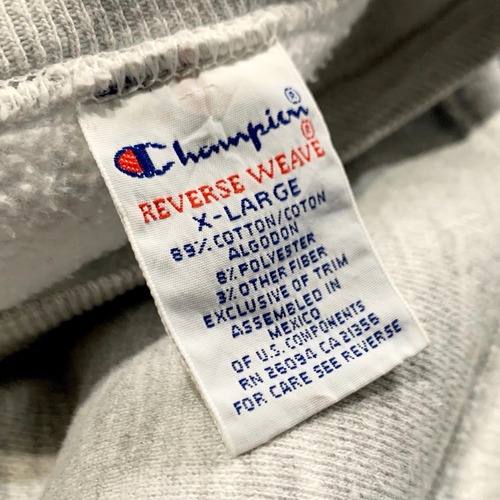 Champion®
REVERSE WEAVE®
X-LARGE
89% COTTON/COTON
ALGODON
8% POLYESTER
3% OTHER FIBER
EXCLUSIVE OF TRIM
ASSEMBLED IN
MEXICO
OF U.S. COMPONENTS
RN 26094 CA 21356
FOR CARE SEE REVERSE